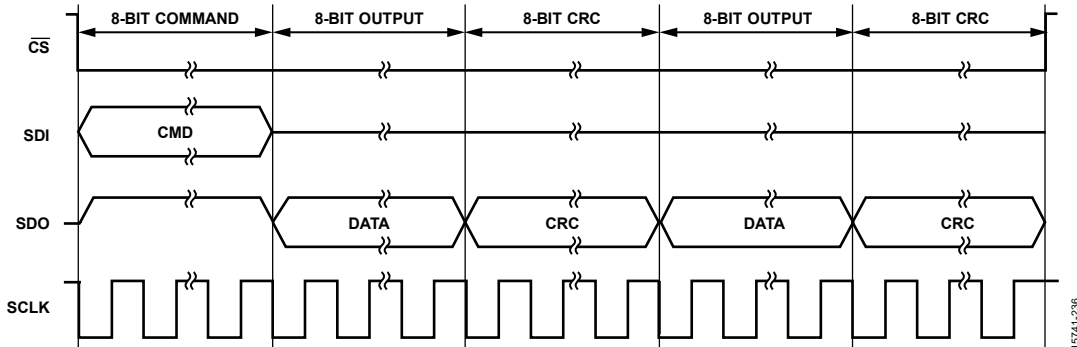 8-BIT COMMAND 8-BIT OUTPUT 8-BIT CRC 8-BIT OUTPUT 8-BIT CRC
CS
SDI CMD
SDO DATA CRC DATA CRC
SCLK
15741-236